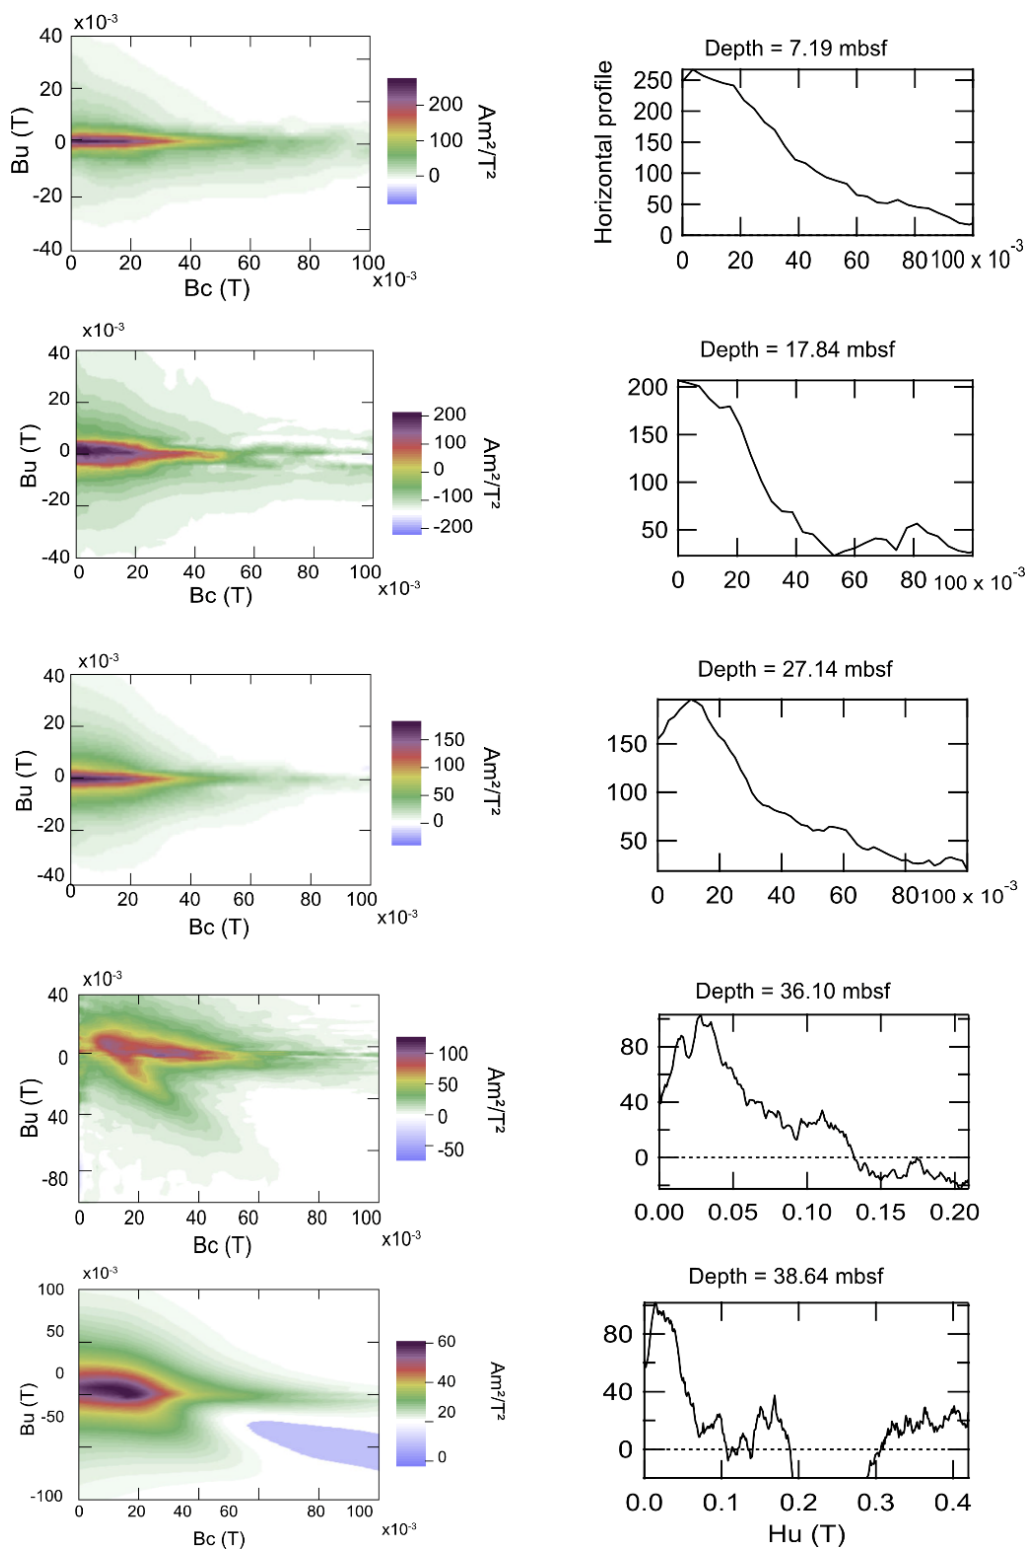 x10⁻³
40
20
0
-20
-40
Bu (T)
0 20 40 60 80 100
x10⁻³
Bc (T)
200
100
0
Am²/T²
Depth = 7.19 mbsf
Horizontal profile
250
200
150
100
50
0
0 20 40 60 80 100 x 10⁻³
x10⁻³
40
20
0
-20
-40
Bu (T)
0 20 40 60 80 100
x10⁻³
Bc (T)
200
100
0
-100
-200
Am²/T²
Depth = 17.84 mbsf
200
150
100
50
0 20 40 60 80 100 x 10⁻³
x10⁻³
40
20
0
-20
-40
Bu (T)
0 20 40 60 80 100
x10⁻³
Bc (T)
150
100
50
0
Am²/T²
Depth = 27.14 mbsf
150
100
50
0 20 40 60 80 100 x 10⁻³
x10⁻³
40
0
40
-80
Bu (T)
0 20 40 60 80 100
x10⁻³
Bc (T)
100
50
0
-50
Am²/T²
Depth = 36.10 mbsf
80
40
0
0.00 0.05 0.10 0.15 0.20
x10⁻³
100
50
0
-50
-100
Bu (T)
0 20 40 60 80 100
x10⁻³
Bc (T)
60
40
20
0
Am²/T²
Depth = 38.64 mbsf
80
40
0
0.0 0.1 0.2 0.3 0.4
Hu (T)